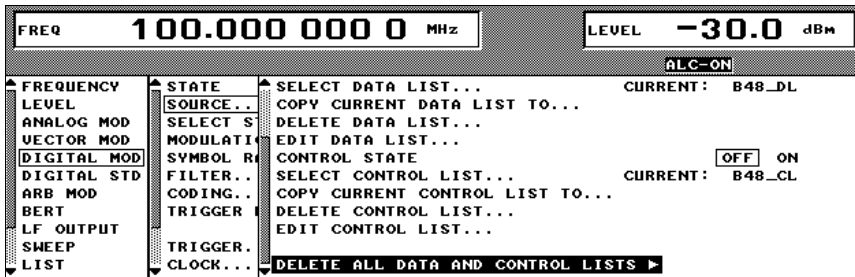 FREQ 100.000 000 0 MHz LEVEL -30.0 dBm
ALC-ON
FREQUENCY
LEVEL
ANALOG MOD
VECTOR MOD
DIGITAL MOD
DIGITAL STD
ARB MOD
BERT
LF OUTPUT
SWEEP
LIST
STATE
SOURCE..
SELECT S
MODULATI
SYMBOL R
FILTER..
CODING..
TRIGGER
TRIGGER.
CLOCK...
SELECT DATA LIST... CURRENT: B48_DL
COPY CURRENT DATA LIST TO...
DELETE DATA LIST...
EDIT DATA LIST...
CONTROL STATE OFF ON
SELECT CONTROL LIST... CURRENT: B48_CL
COPY CURRENT CONTROL LIST TO...
DELETE CONTROL LIST...
EDIT CONTROL LIST...
DELETE ALL DATA AND CONTROL LISTS ►